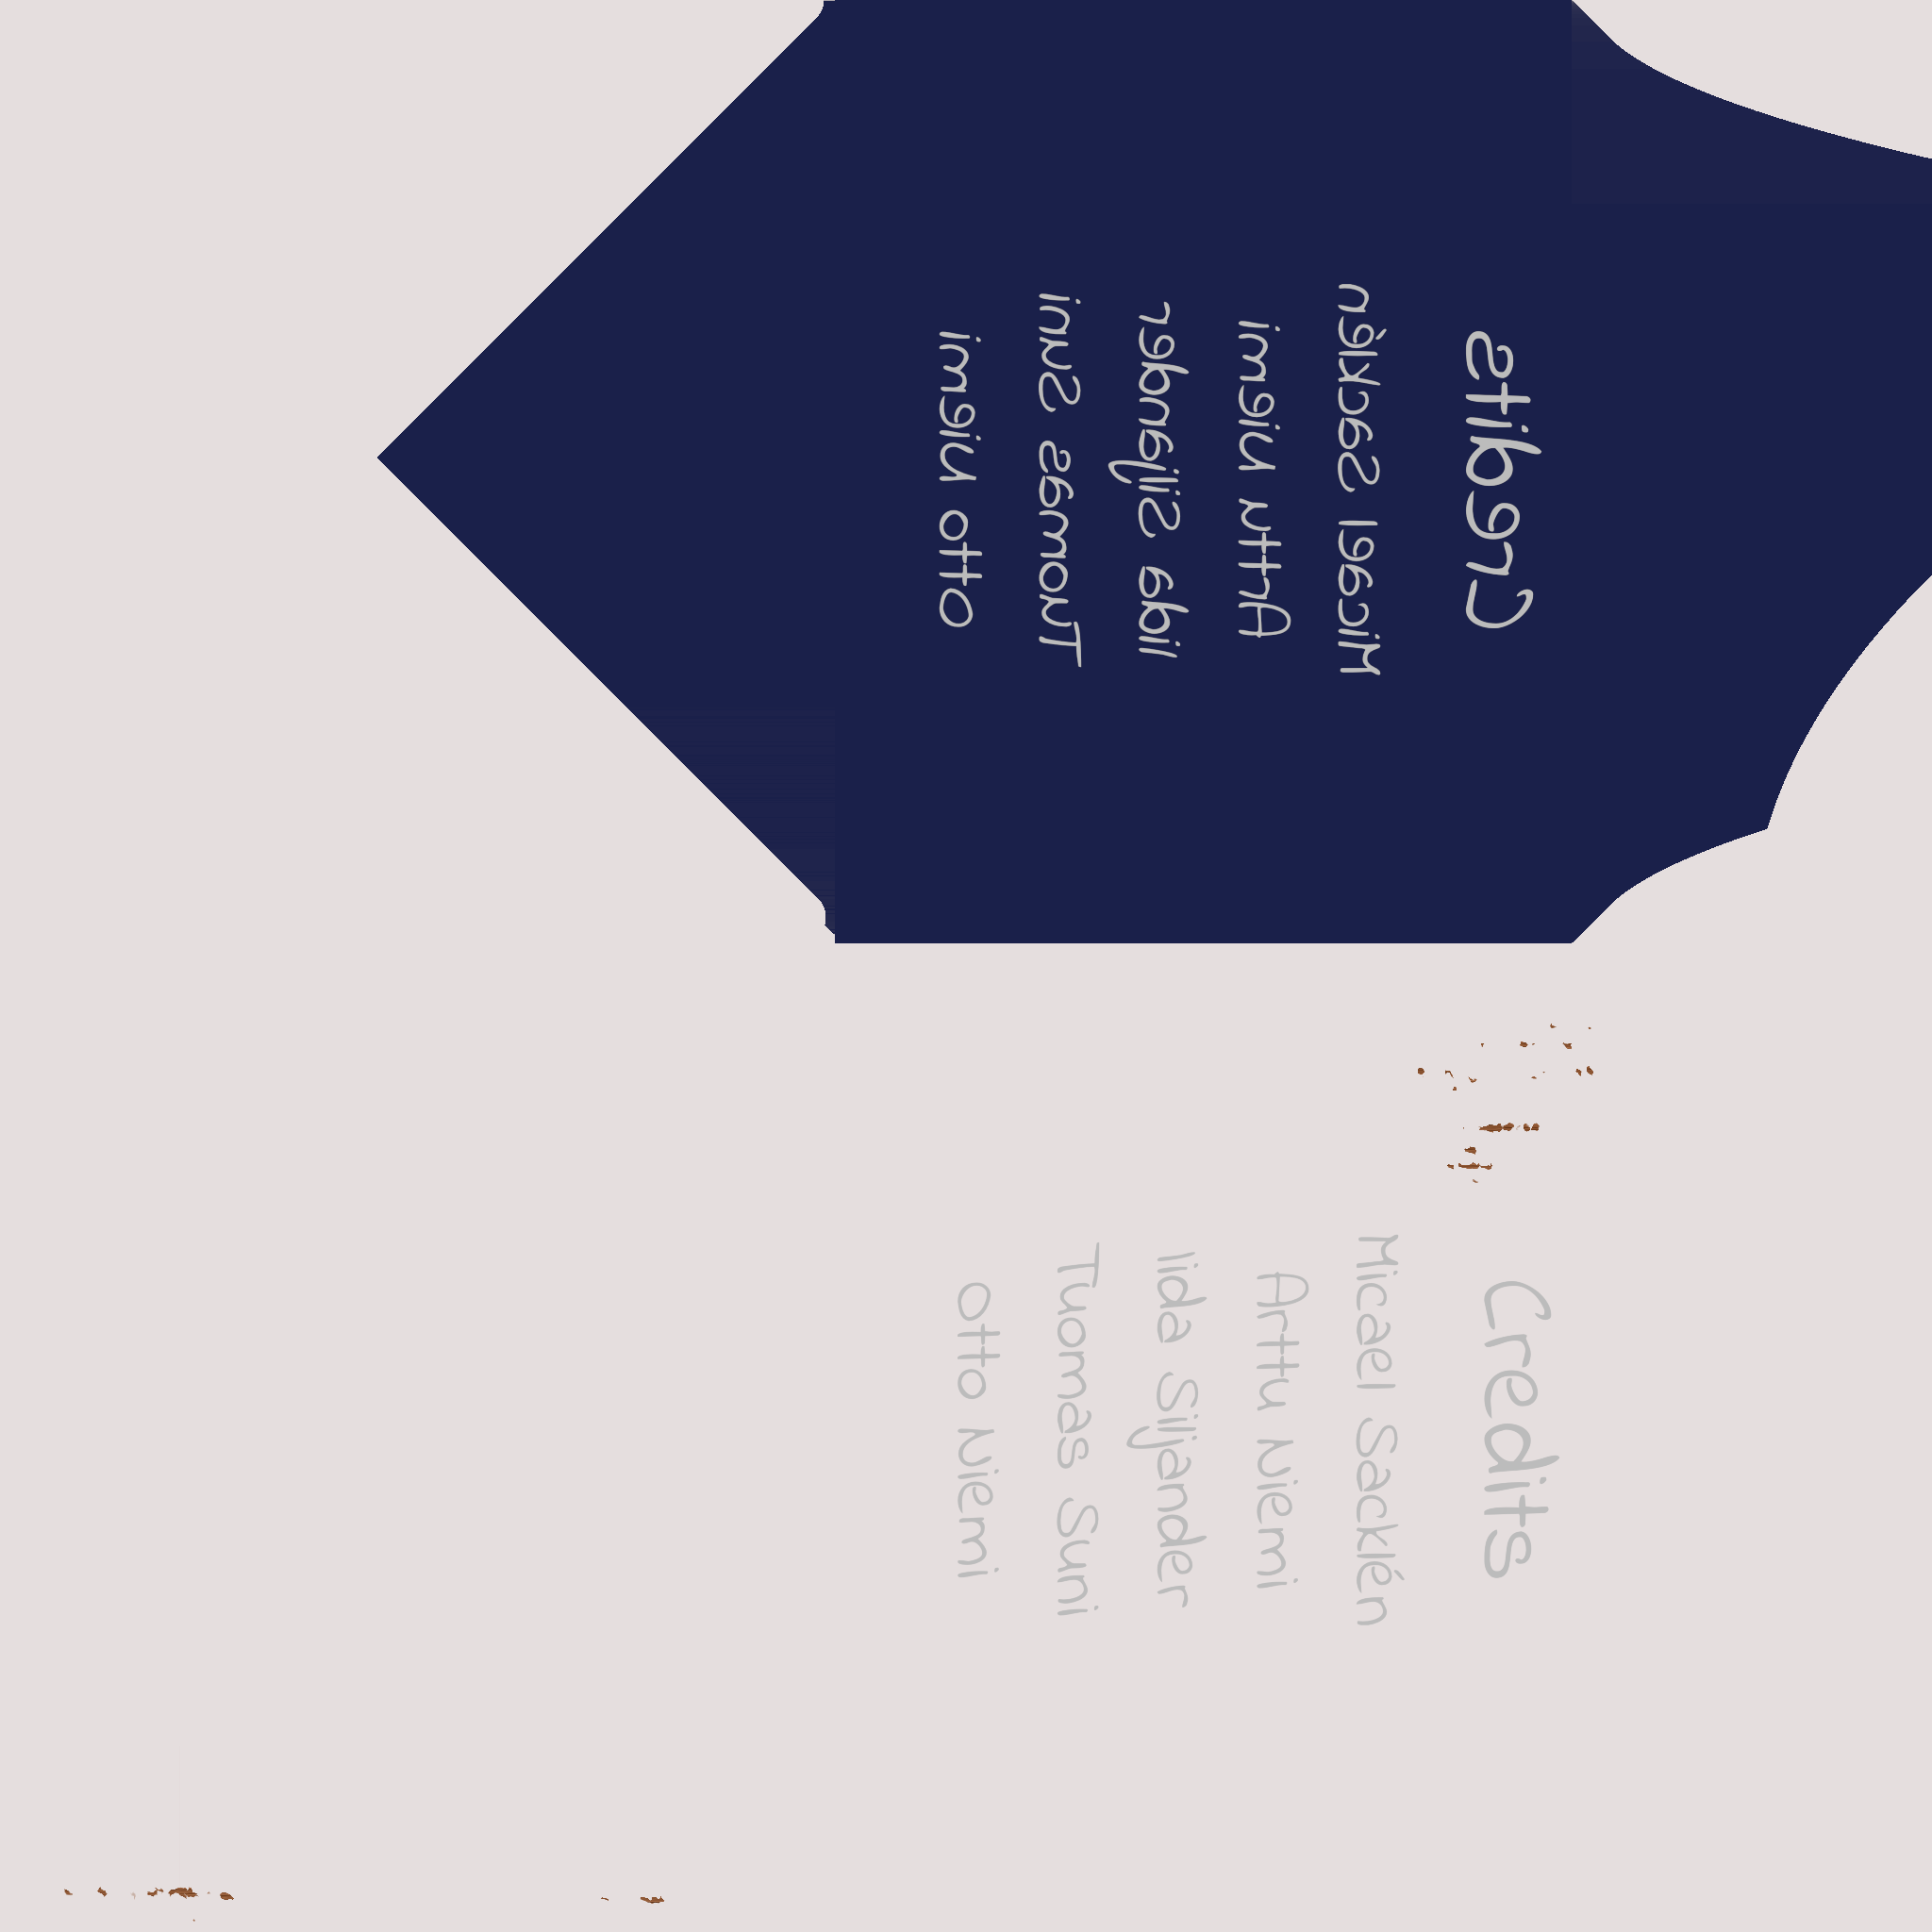 Credits
Micael Sacklén
Arttu Niemi
Iida Siljander
Tuomas Suni
Otto Niemi
Credits
Micael Sacklén
Arttu Niemi
Iida Siljander
Tuomas Suni
Otto Niemi